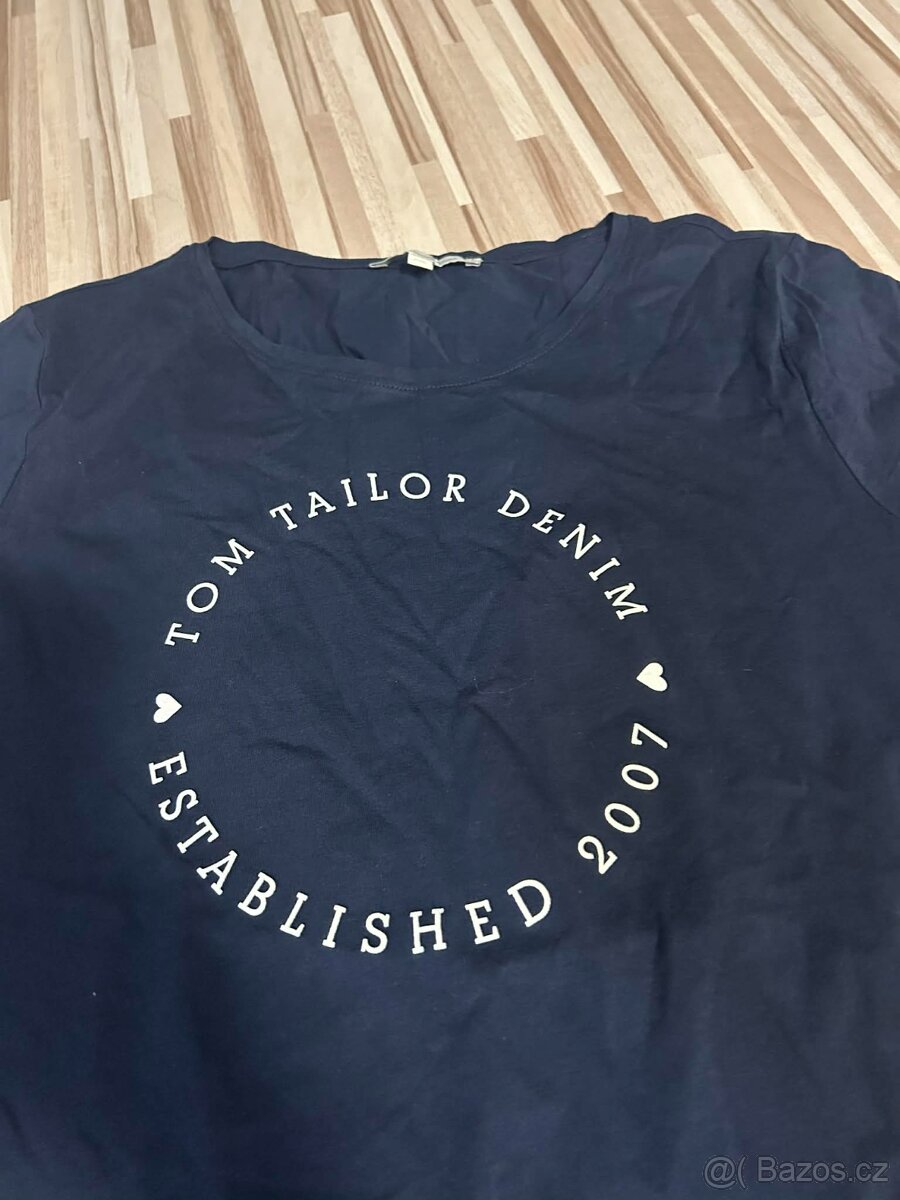 TOM TAILOR DENIM
ESTABLISHED 2007
@( Bazos.cz